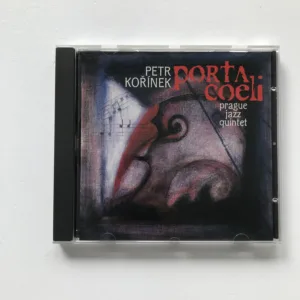 PETR
KOŘÍNEK
PORTA
coeli
prague
jazz
quintet